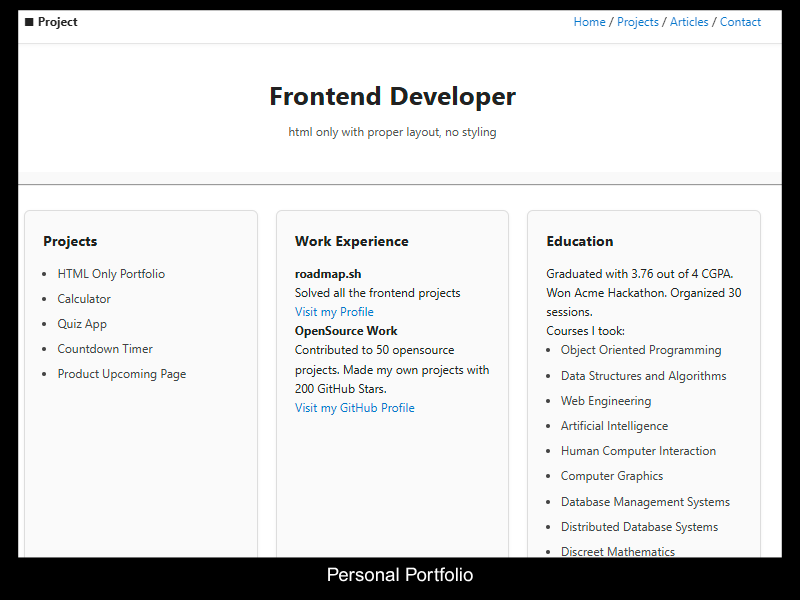 ■ Project
Home / Projects / Articles / Contact
Frontend Developer
html only with proper layout, no styling
Projects
• HTML Only Portfolio
• Calculator
• Quiz App
• Countdown Timer
• Product Upcoming Page
Work Experience
roadmap.sh
Solved all the frontend projects
Visit my Profile
OpenSource Work
Contributed to 50 opensource
projects. Made my own projects with
200 GitHub Stars.
Visit my GitHub Profile
Education
Graduated with 3.76 out of 4 CGPA.
Won Acme Hackathon. Organized 30
sessions.
Courses I took:
• Object Oriented Programming
• Data Structures and Algorithms
• Web Engineering
• Artificial Intelligence
• Human Computer Interaction
• Computer Graphics
• Database Management Systems
• Distributed Database Systems
• Discreet Mathematics
Personal Portfolio